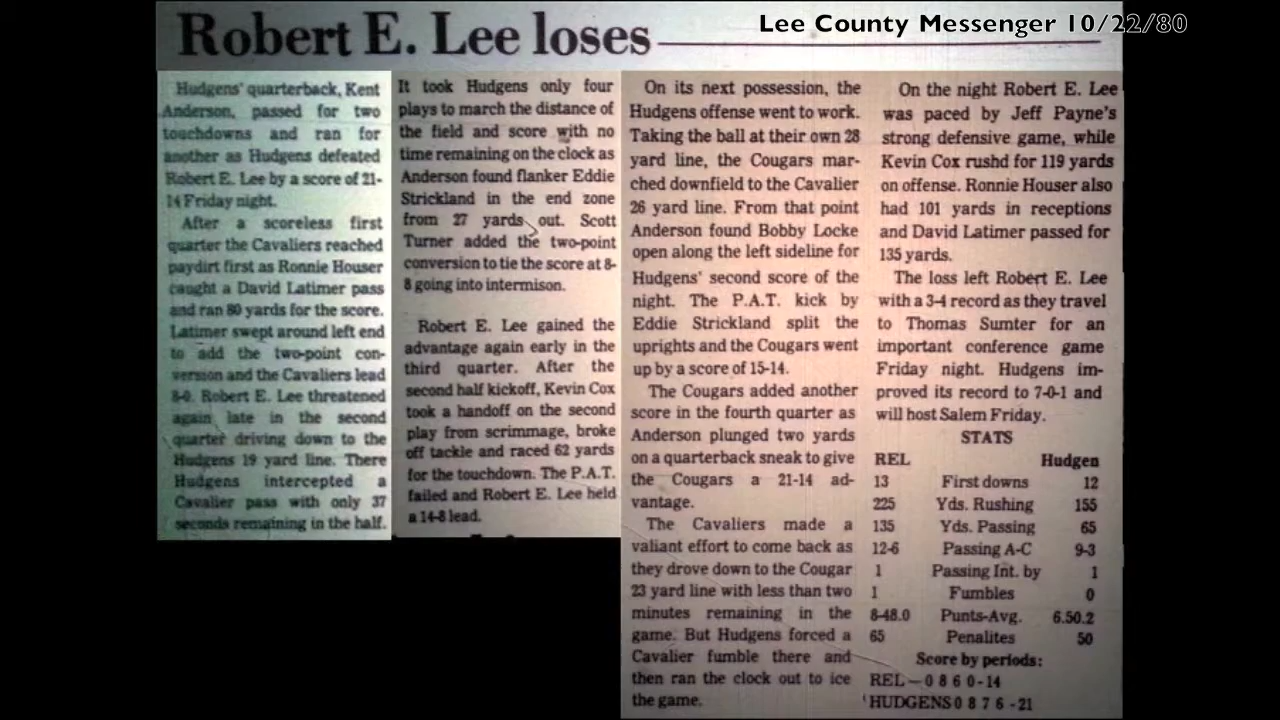 Robert E. Lee loses
Lee County Messenger 10/22/80
Hudgens' quarterback, Kent
Anderson, passed for two
touchdowns and ran for
another as Hudgens defeated
Robert E. Lee by a score of 21-
14 Friday night.
After a scoreless first
quarter the Cavaliers reached
paydirt first as Ronnie Houser
caught a David Latimer pass
and ran 80 yards for the score.
Latimer swept around left end
to add the two-point con-
version and the Cavaliers lead
8-0. Robert E. Lee threatened
again late in the second
quarter driving down to the
Hudgens 19 yard line. There
Hudgens intercepted a
Cavalier pass with only 37
seconds remaining in the half.
It took Hudgens only four
plays to march the distance of
the field and score with no
time remaining on the clock as
Anderson found flanker Eddie
Strickland in the end zone
from 27 yards out. Scott
Turner added the two-point
conversion to tie the score at 8-
8 going into intermison.
Robert E. Lee gained the
advantage again early in the
third quarter. After the
second half kickoff, Kevin Cox
took a handoff on the second
play from scrimmage, broke
off tackle and raced 62 yards
for the touchdown. The P.A.T.
failed and Robert E. Lee held
a 14-8 lead.
On its next possession, the
Hudgens offense went to work.
Taking the ball at their own 28
yard line, the Cougars mar-
ched downfield to the Cavalier
26 yard line. From that point
Anderson found Bobby Locke
open along the left sideline for
Hudgens' second score of the
night. The P.A.T. kick by
Eddie Strickland split the
uprights and the Cougars went
up by a score of 15-14.
The Cougars added another
score in the fourth quarter as
Anderson plunged two yards
on a quarterback sneak to give
the Cougars a 21-14 ad-
vantage.
The Cavaliers made a
valiant effort to come back as
they drove down to the Cougar
23 yard line with less than two
minutes remaining in the
game. But Hudgens forced a
Cavalier fumble there and
then ran the clock out to ice
the game.
On the night Robert E. Lee
was paced by Jeff Payne's
strong defensive game, while
Kevin Cox rushd for 119 yards
on offense. Ronnie Houser also
had 101 yards in receptions
and David Latimer passed for
135 yards.
The loss left Robert E. Lee
with a 3-4 record as they travel
to Thomas Sumter for an
important conference game
Friday night. Hudgens im-
proved its record to 7-0-1 and
will host Salem Friday.
STATS
REL Hudgen
13 First downs 12
225 Yds. Rushing 155
135 Yds. Passing 65
12-6 Passing A-C 9-3
1 Passing Int. by 1
1 Fumbles 0
8-48.0 Punts-Avg. 6.50.2
65 Penalites 50
Score by periods:
REL — 0 8 6 0 - 14
HUDGENS 0 8 7 6 - 21